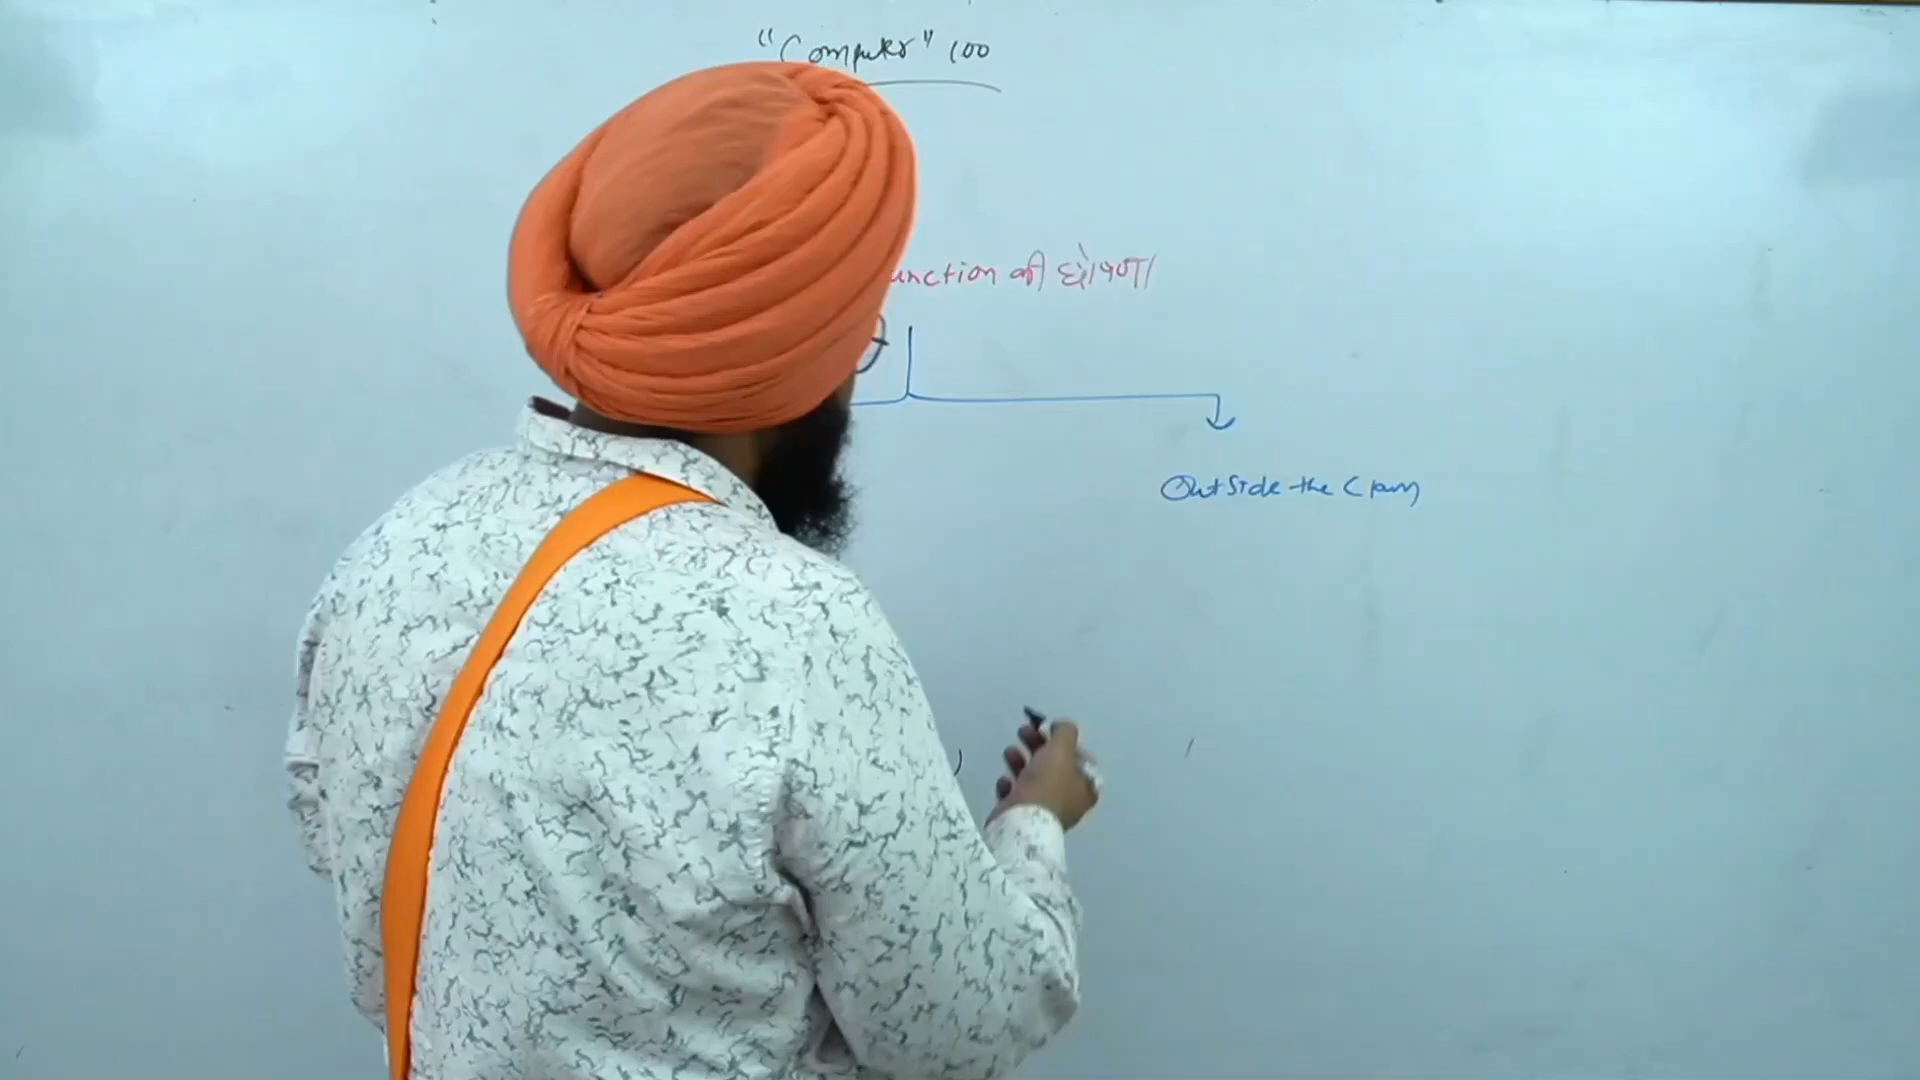 "Computer" 100
unction की घोषणा
Outside the Class